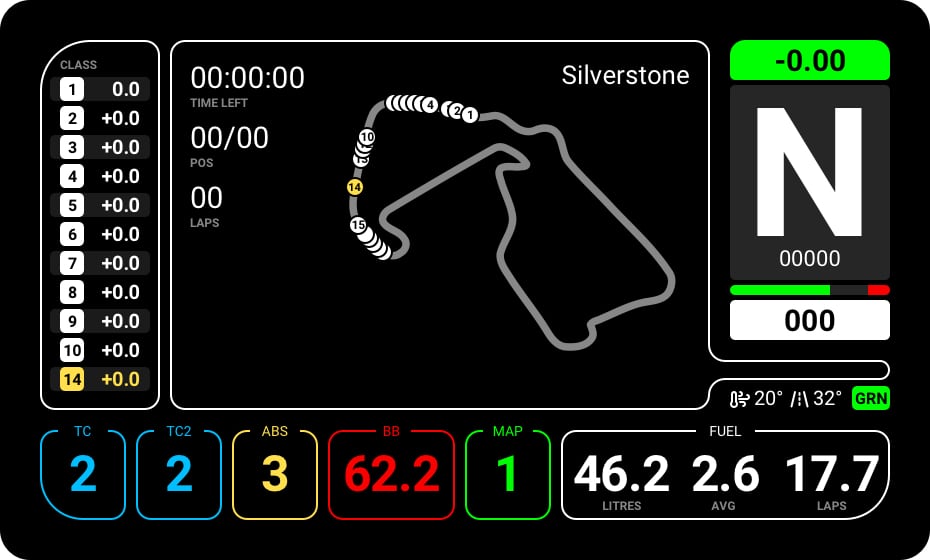 CLASS
1 0.0
2 +0.0
3 +0.0
4 +0.0
5 +0.0
6 +0.0
7 +0.0
8 +0.0
9 +0.0
10 +0.0
14 +0.0
00:00:00
TIME LEFT
00/00
POS
00
LAPS
Silverstone
4
2
1
10
14
15
-0.00
N
00000
000
20° 32° GRN
TC
2
TC2
2
ABS
3
BB
62.2
MAP
1
FUEL
46.2 2.6 17.7
LITRES AVG LAPS